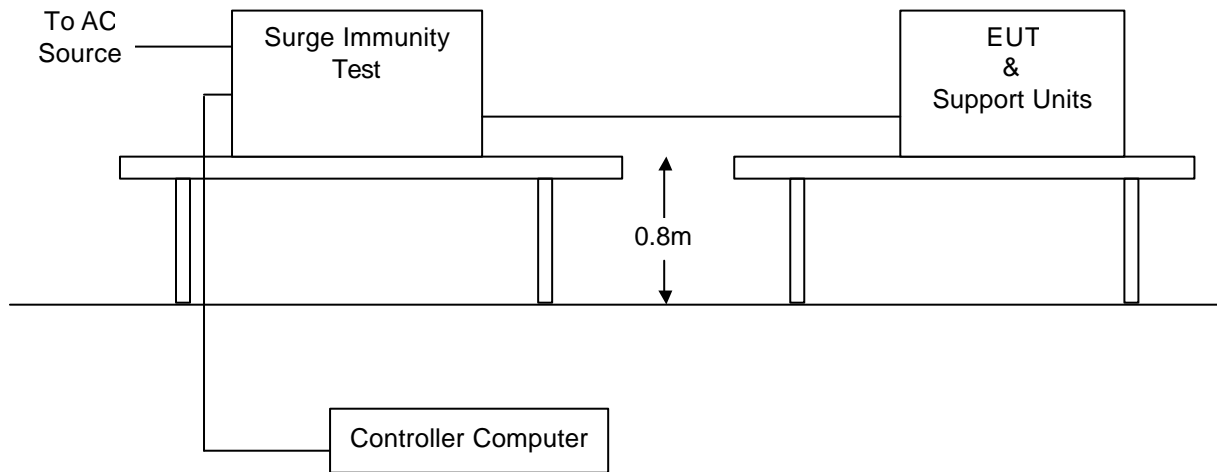 To AC
Source
Surge Immunity
Test
EUT
&
Support Units
0.8m
Controller Computer